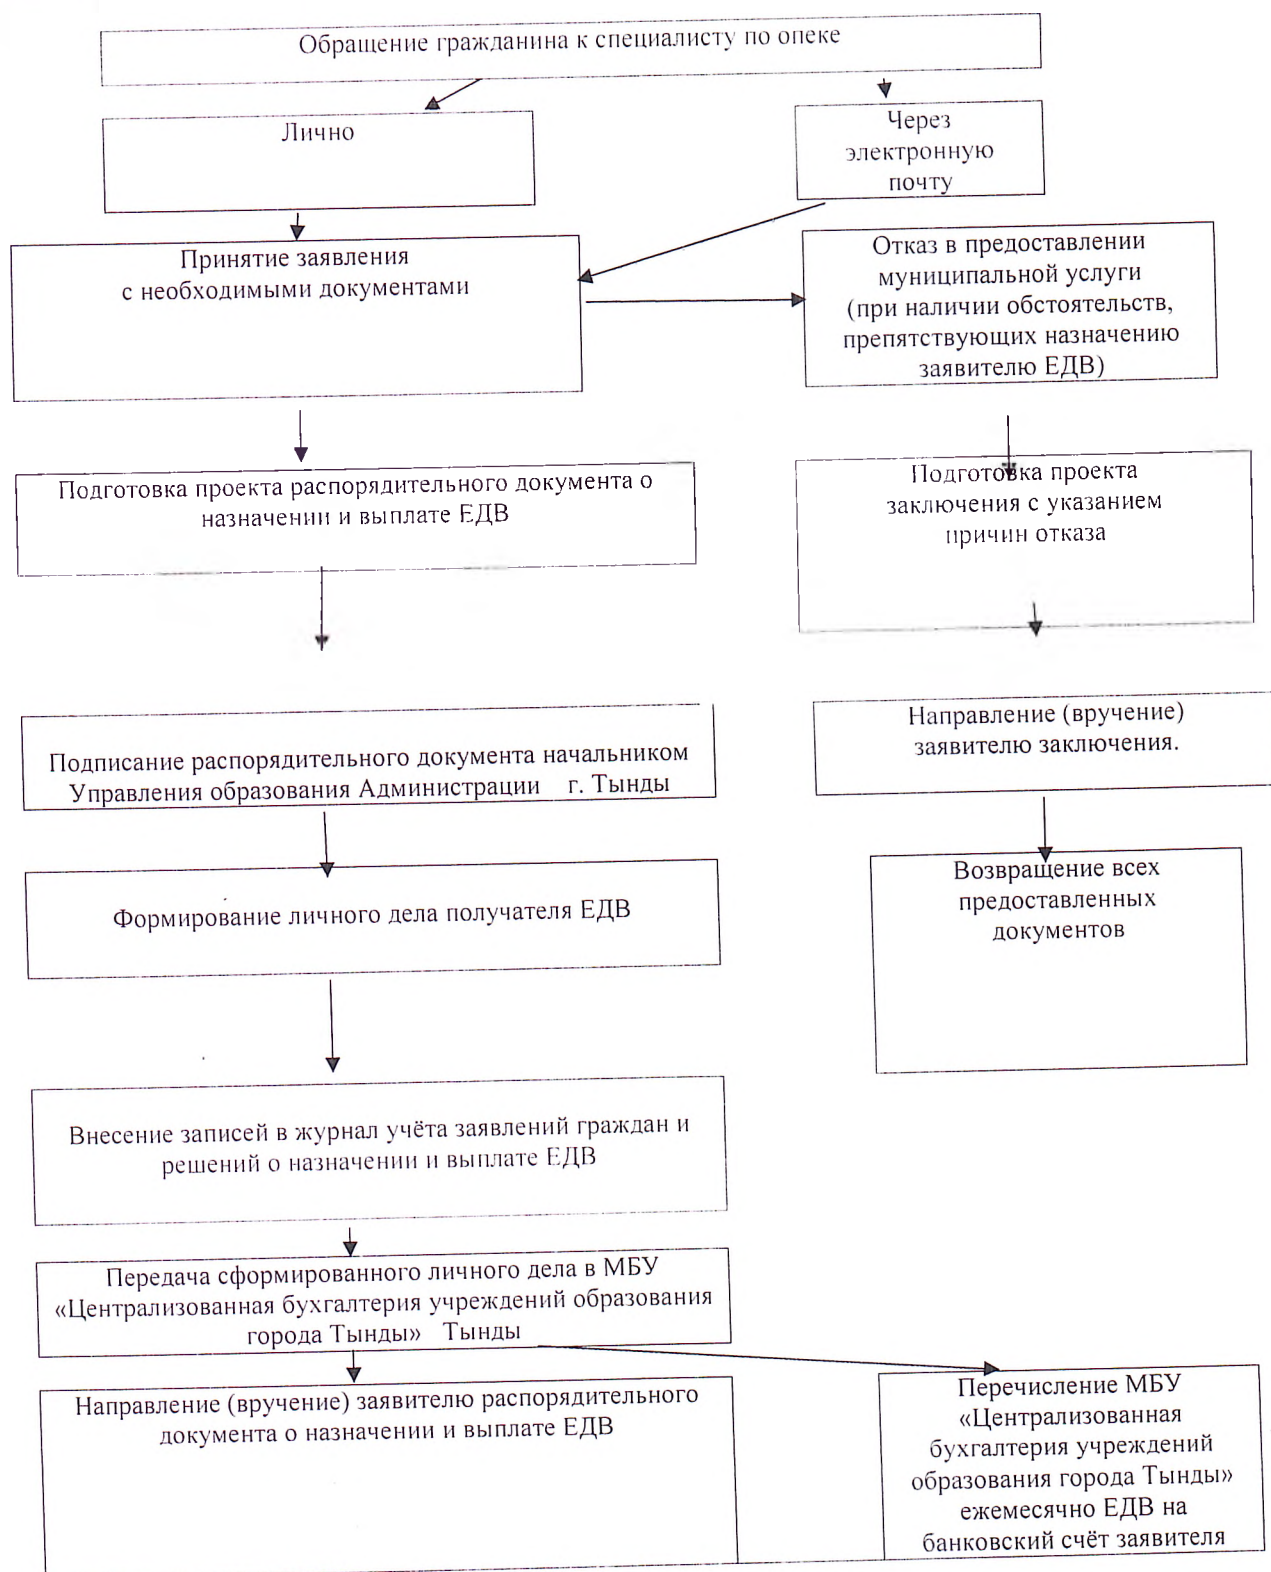 Обращение гражданина к специалисту по опеке
Лично
Через
электронную
почту
Принятие заявления
с необходимыми документами
Отказ в предоставлении
муниципальной услуги
(при наличии обстоятельств,
препятствующих назначению
заявителю ЕДВ)
Подготовка проекта распорядительного документа о
назначении и выплате ЕДВ
Подготовка проекта
заключения с указанием
причин отказа
Подписание распорядительного документа начальником
Управления образования Администрации г. Тынды
Направление (вручение)
заявителю заключения.
Формирование личного дела получателя ЕДВ
Возвращение всех
предоставленных
документов
Внесение записей в журнал учёта заявлений граждан и
решений о назначении и выплате ЕДВ
Передача сформированного личного дела в МБУ
«Централизованная бухгалтерия учреждений образования
города Тынды» Тынды
Направление (вручение) заявителю распорядительного
документа о назначении и выплате ЕДВ
Перечисление МБУ
«Централизованная
бухгалтерия учреждений
образования города Тынды»
ежемесячно ЕДВ на
банковский счёт заявителя